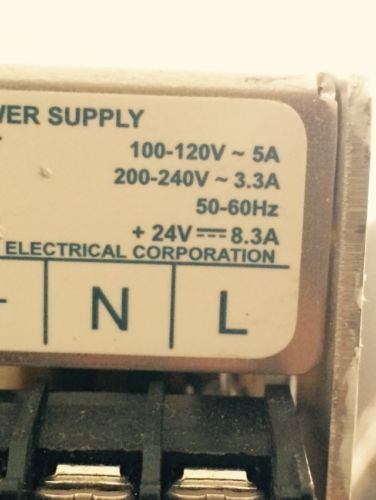 WER SUPPLY
100-120V ~ 5A
200-240V ~ 3.3A
50-60Hz
+ 24V ⎓ 8.3A
ELECTRICAL CORPORATION
N L